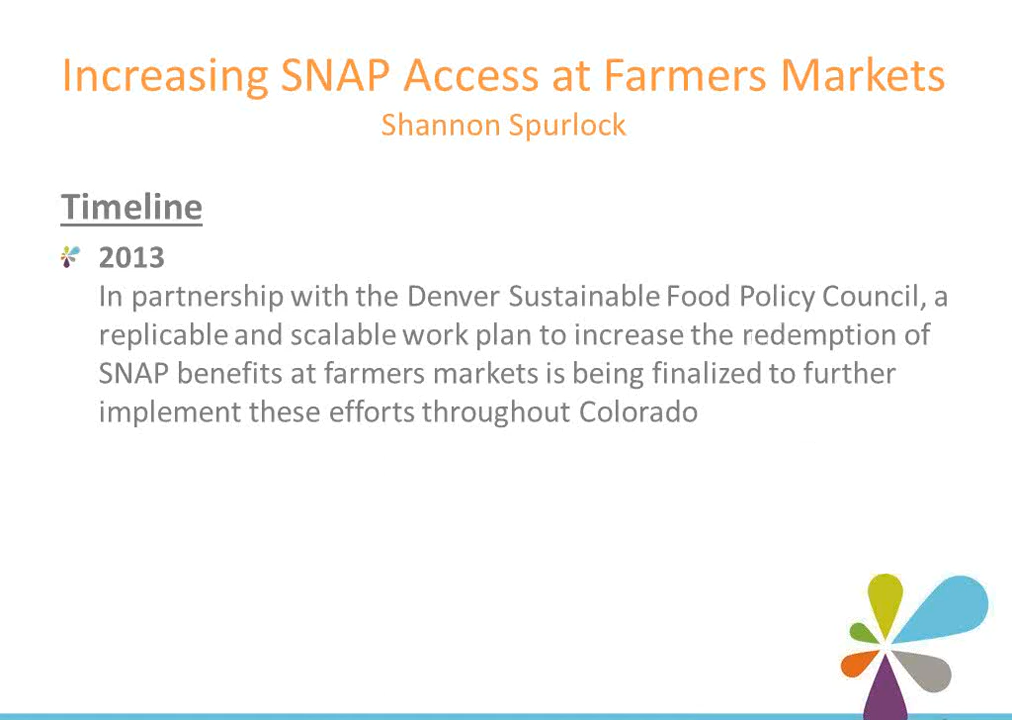 Increasing SNAP Access at Farmers Markets
Shannon Spurlock
Timeline
2013
In partnership with the Denver Sustainable Food Policy Council, a
replicable and scalable work plan to increase the redemption of
SNAP benefits at farmers markets is being finalized to further
implement these efforts throughout Colorado